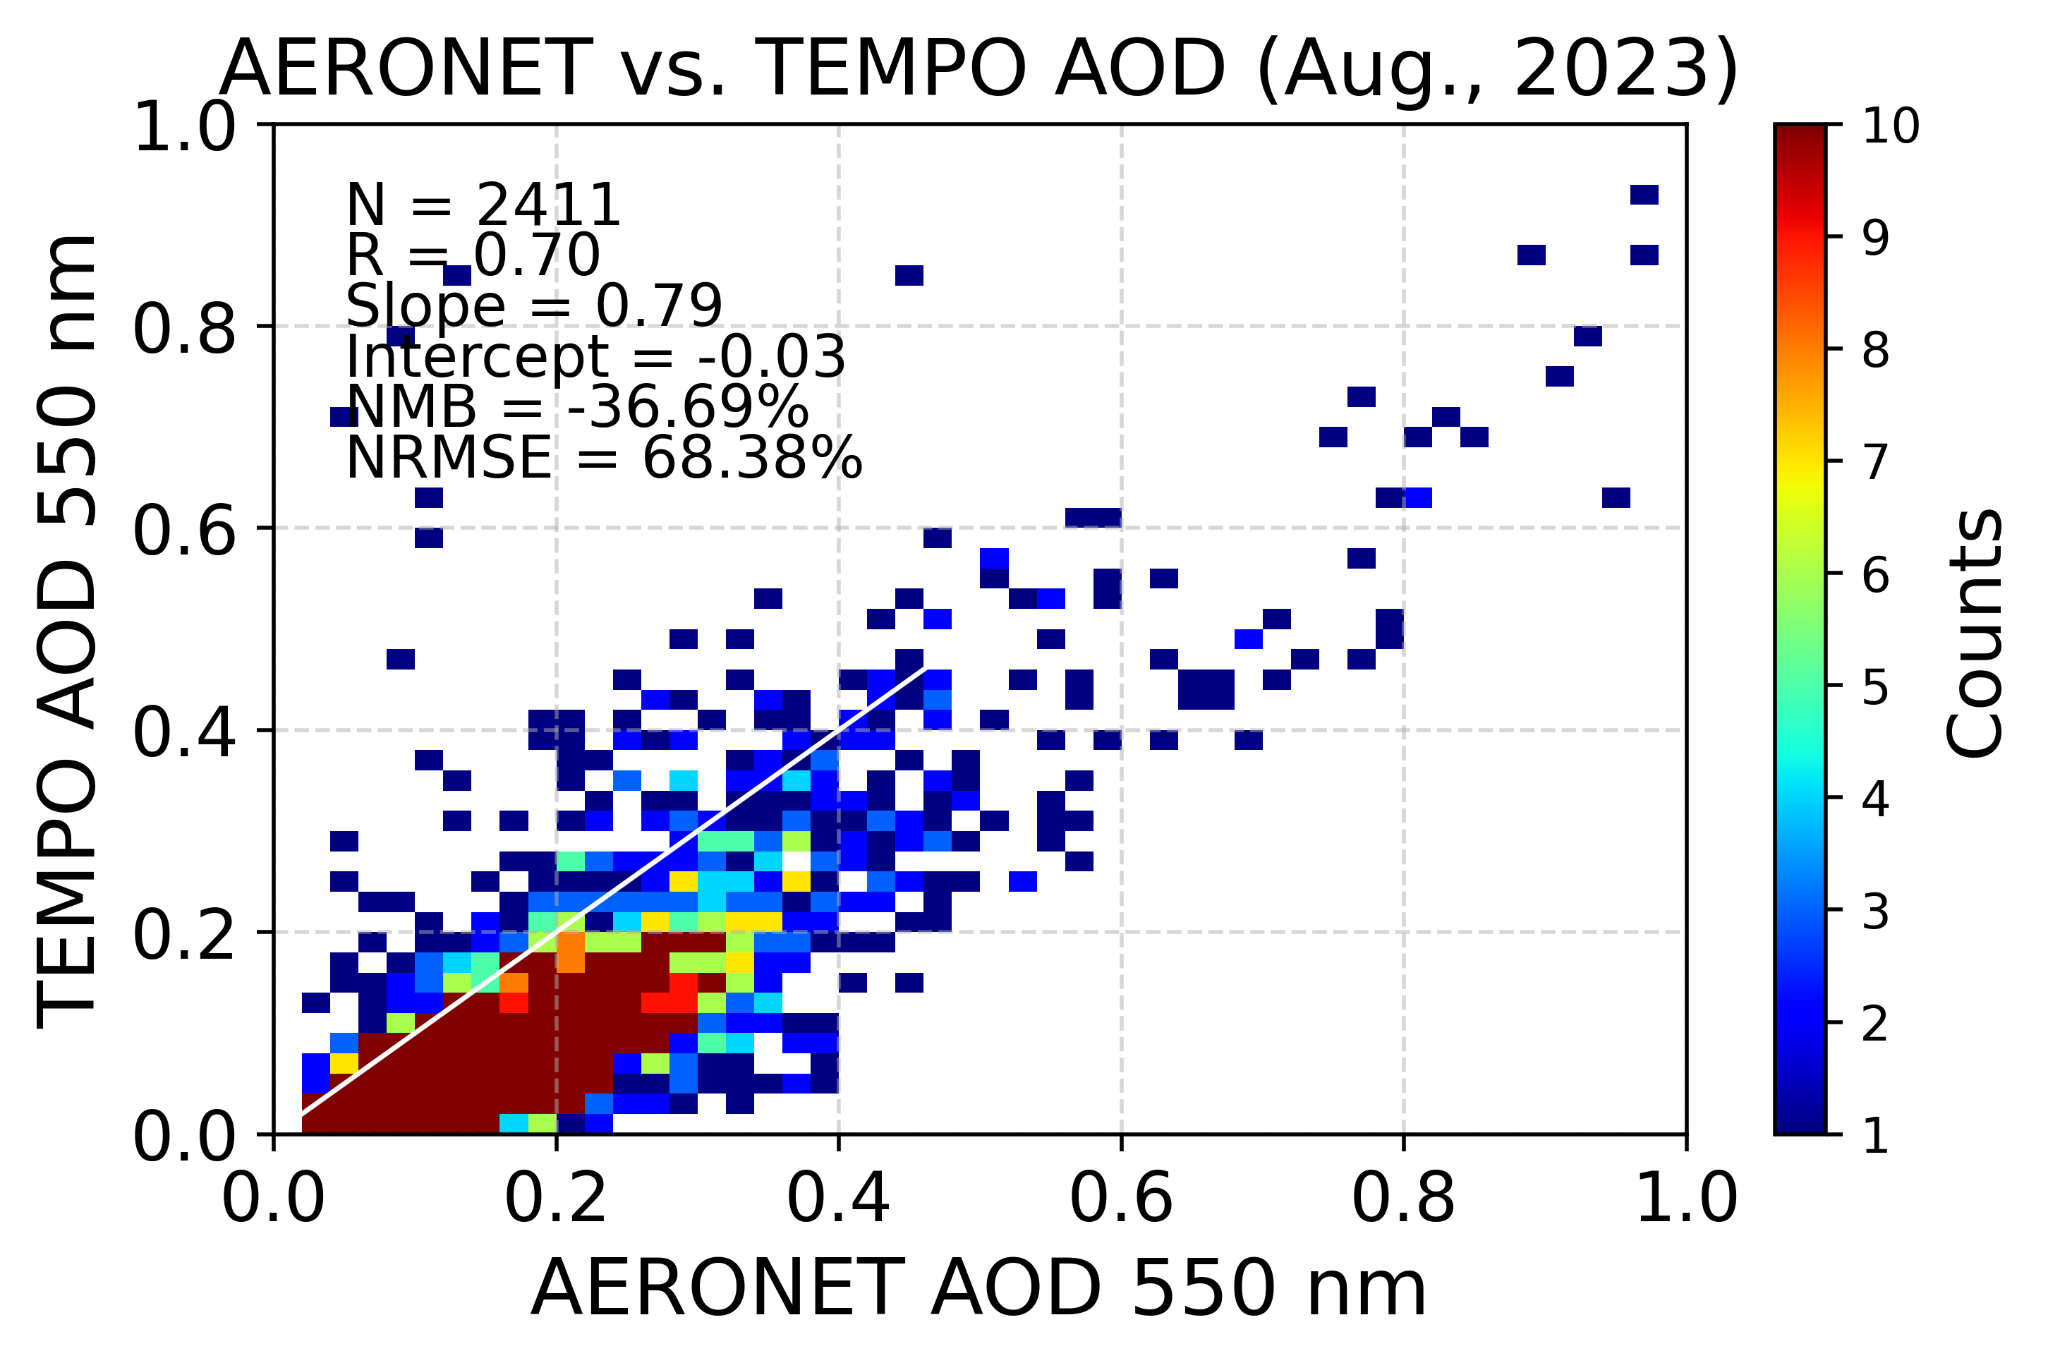 AERONET vs. TEMPO AOD (Aug., 2023)
N = 2411
R = 0.70
Slope = 0.79
Intercept = -0.03
NMB = -36.69%
NRMSE = 68.38%
TEMPO AOD 550 nm
1.0
0.8
0.6
0.4
0.2
0.0
0.0 0.2 0.4 0.6 0.8 1.0
AERONET AOD 550 nm
10
9
8
7
6
5
4
3
2
1
Counts